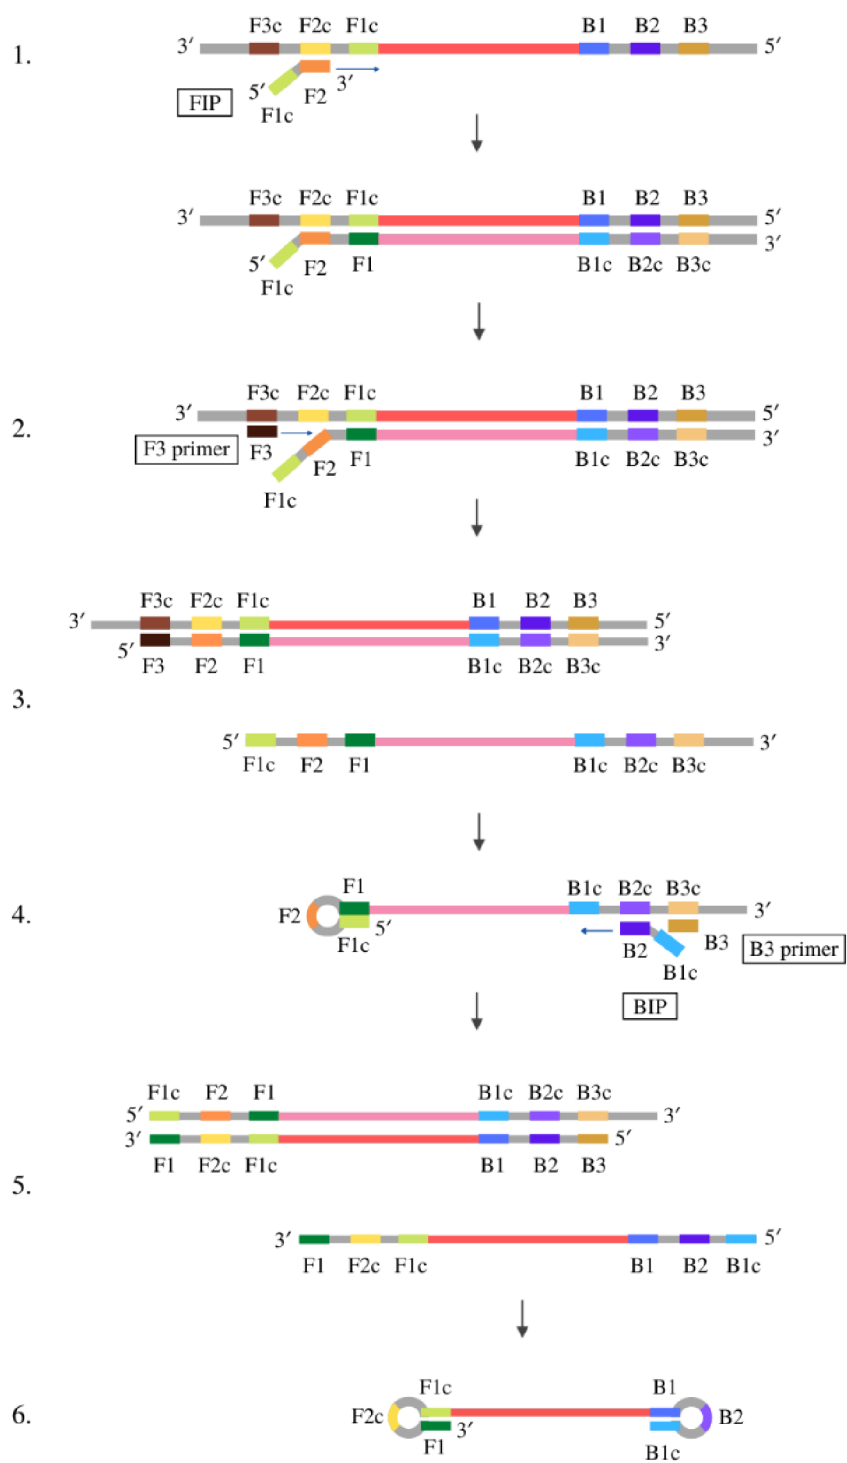 F3c F2c F1c B1 B2 B3
3′ 5′
1.
5′ 3′
FIP F1c F2
F3c F2c F1c B1 B2 B3
3′ 5′
3′
5′ F2 F1 B1c B2c B3c
F1c
F3c F2c F1c B1 B2 B3
3′ 5′
2. 3′
F3 primer F3 F2 F1 B1c B2c B3c
F1c
F3c F2c F1c B1 B2 B3
3′ 5′
5′ 3′
F3 F2 F1 B1c B2c B3c
3.
5′ 3′
F1c F2 F1 B1c B2c B3c
F1 B1c B2c B3c
4. F2 3′
5′
F1c B2 B3 B3 primer
B1c
BIP
F1c F2 F1 B1c B2c B3c
5′ 3′
3′ 5′
F1 F2c F1c B1 B2 B3
5.
3′ 5′
F1 F2c F1c B1 B2 B1c
F1c B1
6. F2c B2
3′
F1 B1c